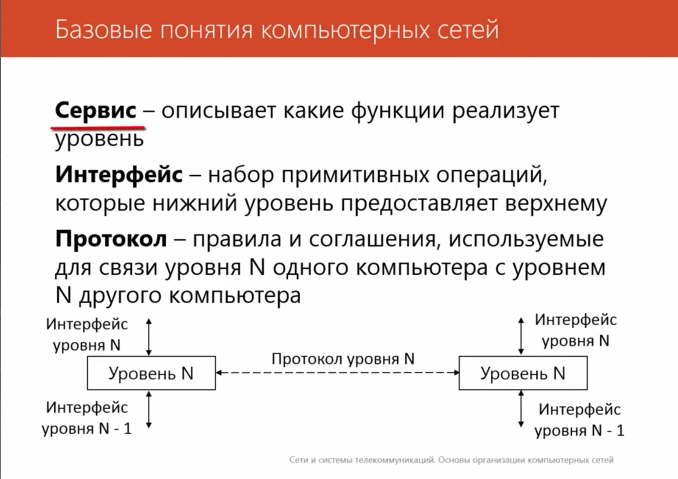 Базовые понятия компьютерных сетей
Сервис – описывает какие функции реализует
уровень
Интерфейс – набор примитивных операций,
которые нижний уровень предоставляет верхнему
Протокол – правила и соглашения, используемые
для связи уровня N одного компьютера с уровнем
N другого компьютера
Интерфейс
уровня N
Интерфейс
уровня N
Протокол уровня N
Уровень N
Уровень N
Интерфейс
уровня N - 1
Интерфейс
уровня N - 1
Сети и системы телекоммуникаций. Основы организации компьютерных сетей